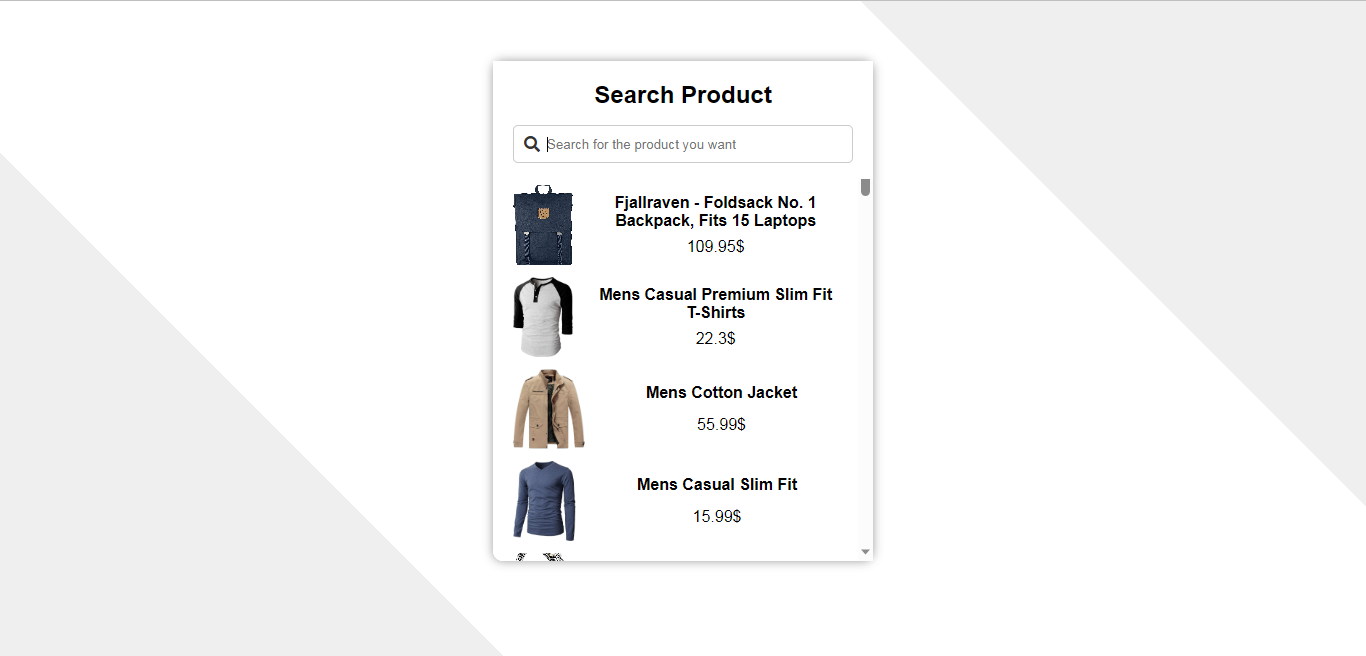 Search Product
Search for the product you want
Fjallraven - Foldsack No. 1
Backpack, Fits 15 Laptops
109.95$
Mens Casual Premium Slim Fit
T-Shirts
22.3$
Mens Cotton Jacket
55.99$
Mens Casual Slim Fit
15.99$